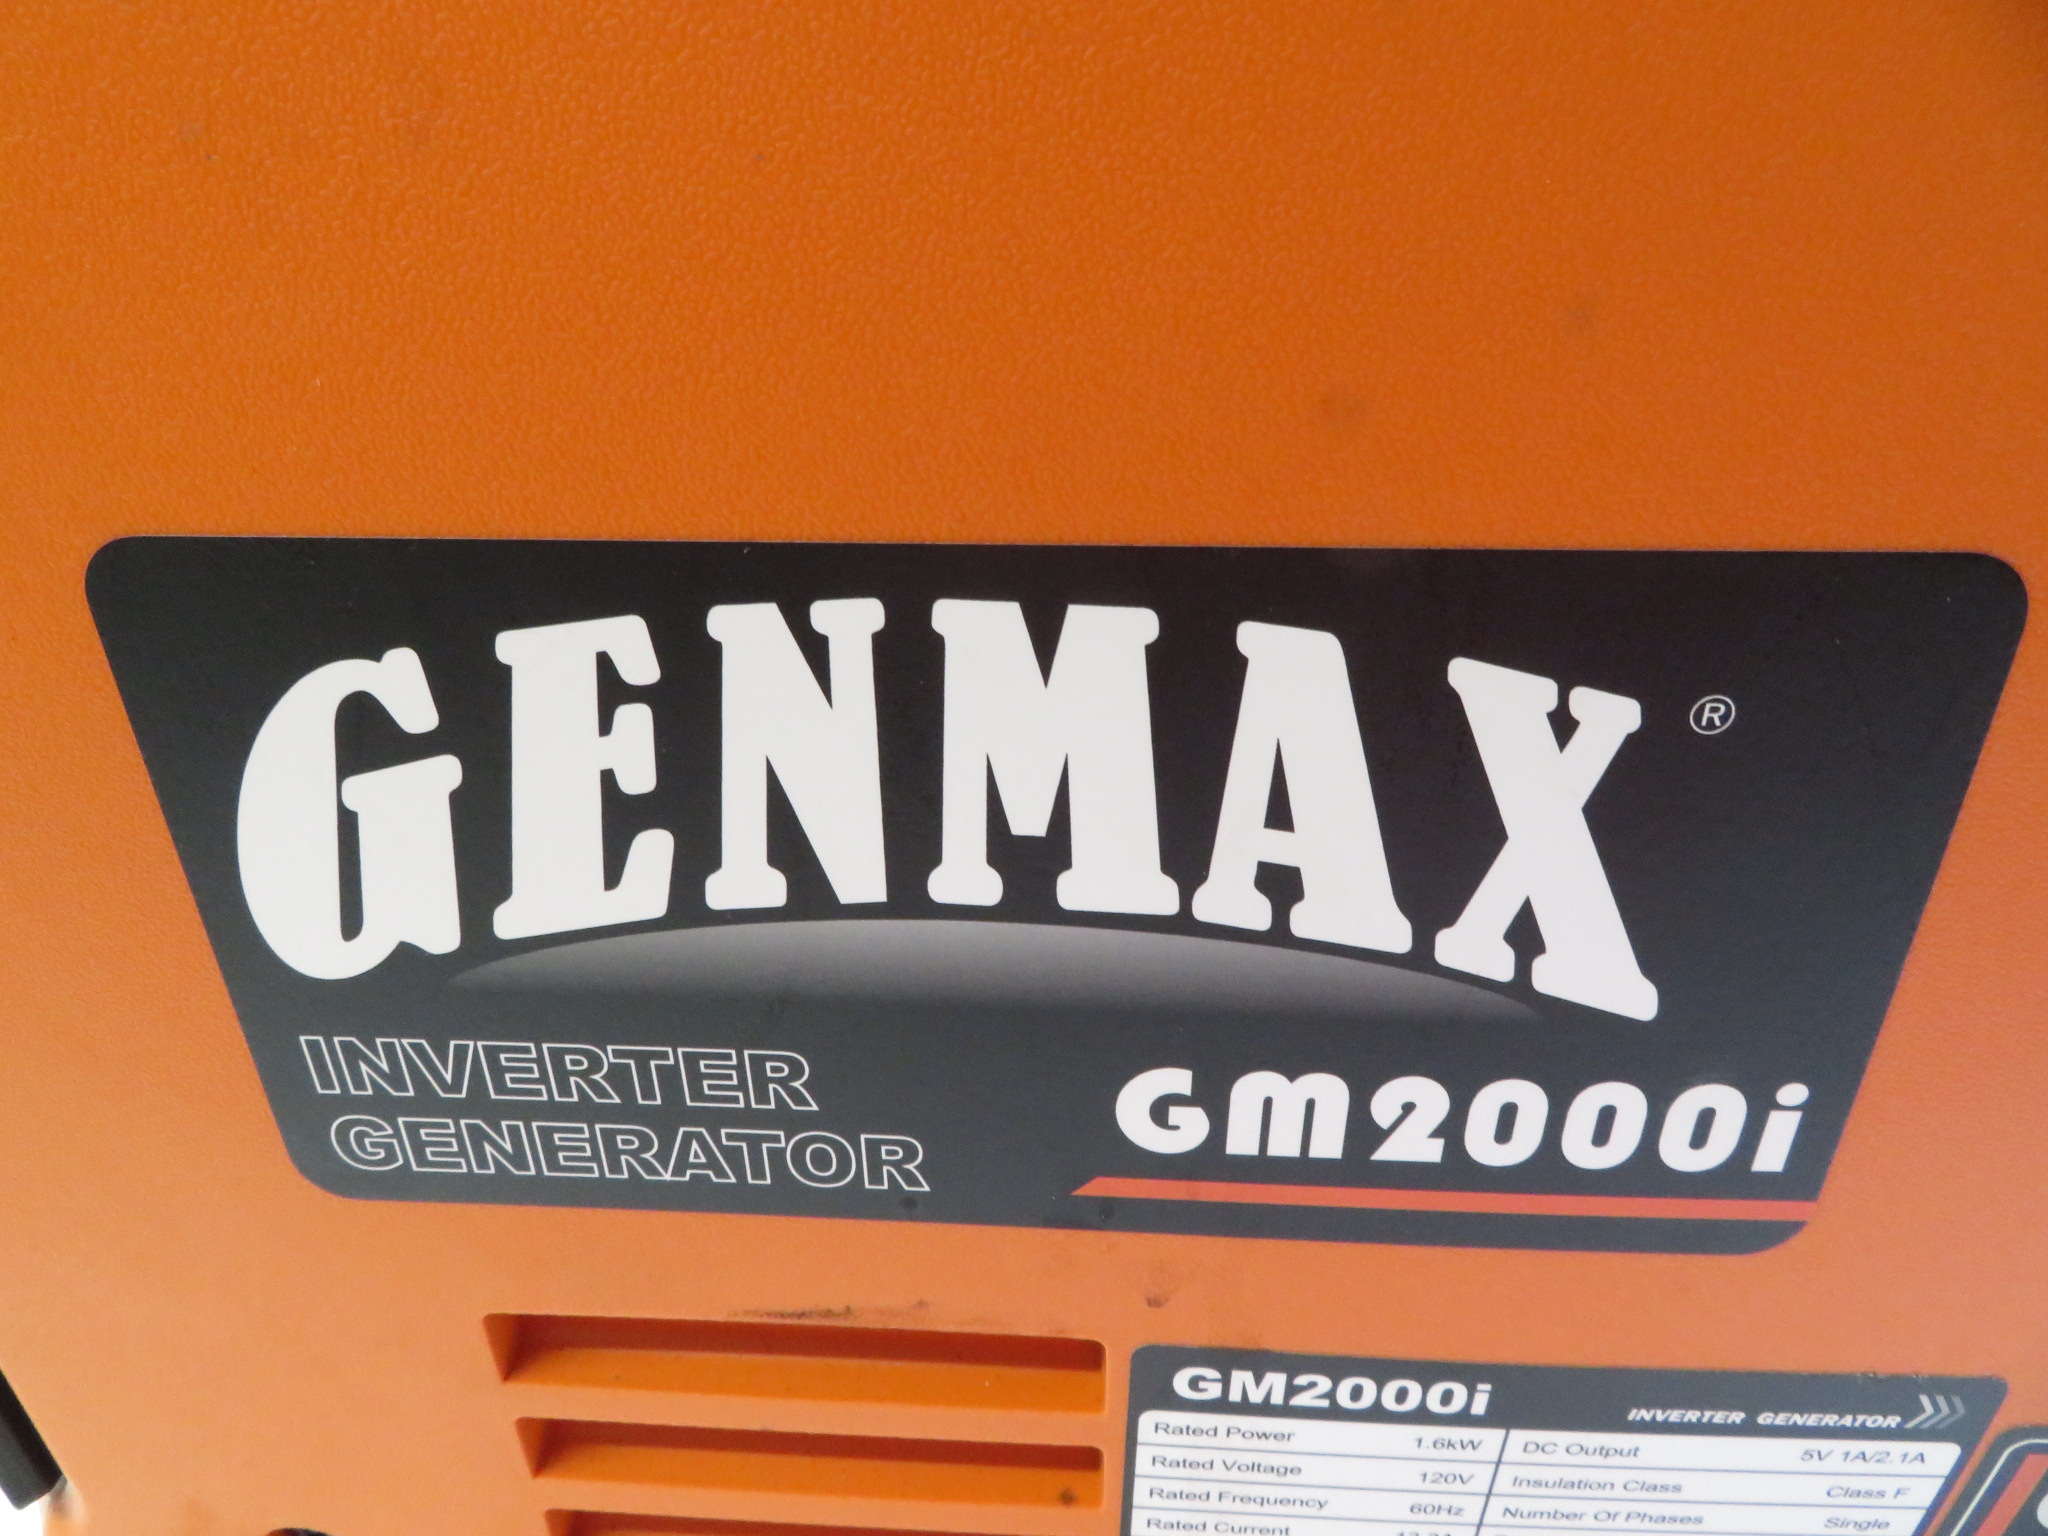 GENMAX ®
INVERTER
GENERATOR
GM2000i
GM2000i
INVERTER GENERATOR
Rated Power 1.6kW DC Output 5V 1A/2.1A
Rated Voltage 120V Insulation Class Class F
Rated Frequency 60Hz Number Of Phases Single
Rated Current